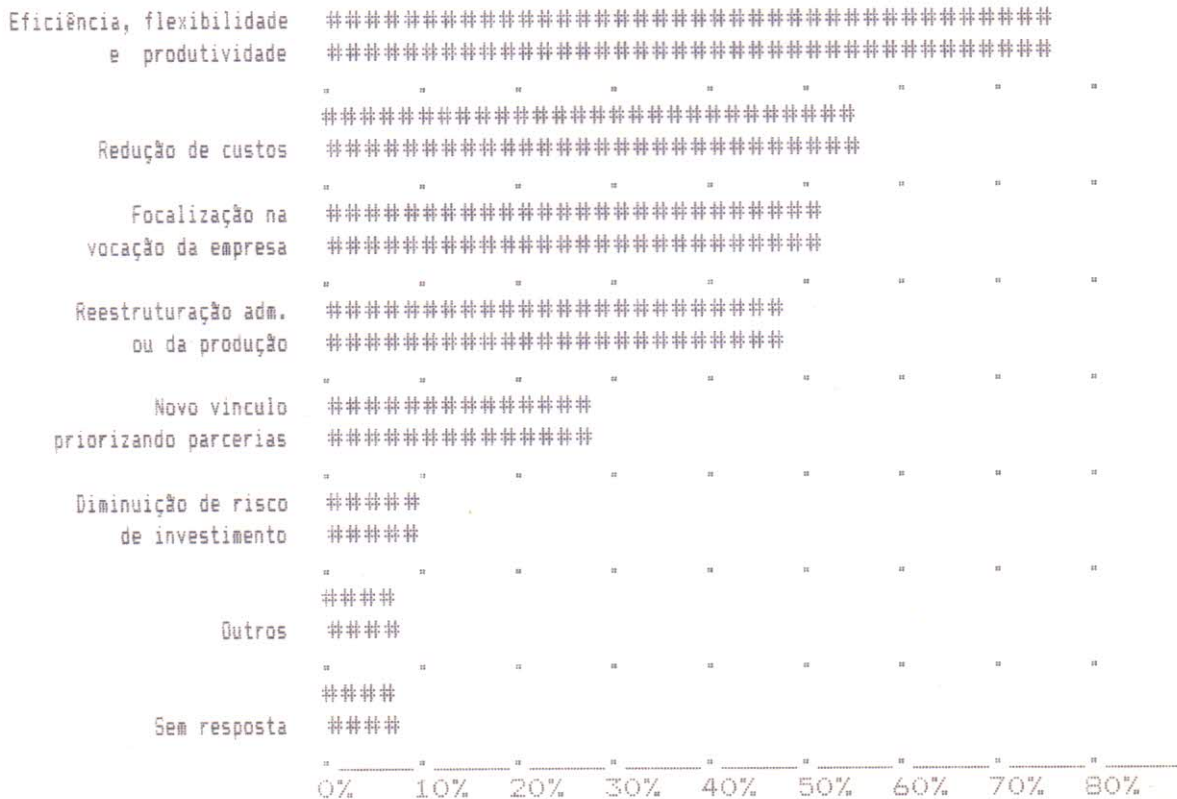 Eficiência, flexibilidade
e produtividade
Redução de custos
Focalização na
vocação da empresa
Reestruturação adm.
ou da produção
Novo vinculo
priorizando parcerias
Diminuição de risco
de investimento
Outros
Sem resposta
0% 10% 20% 30% 40% 50% 60% 70% 80%